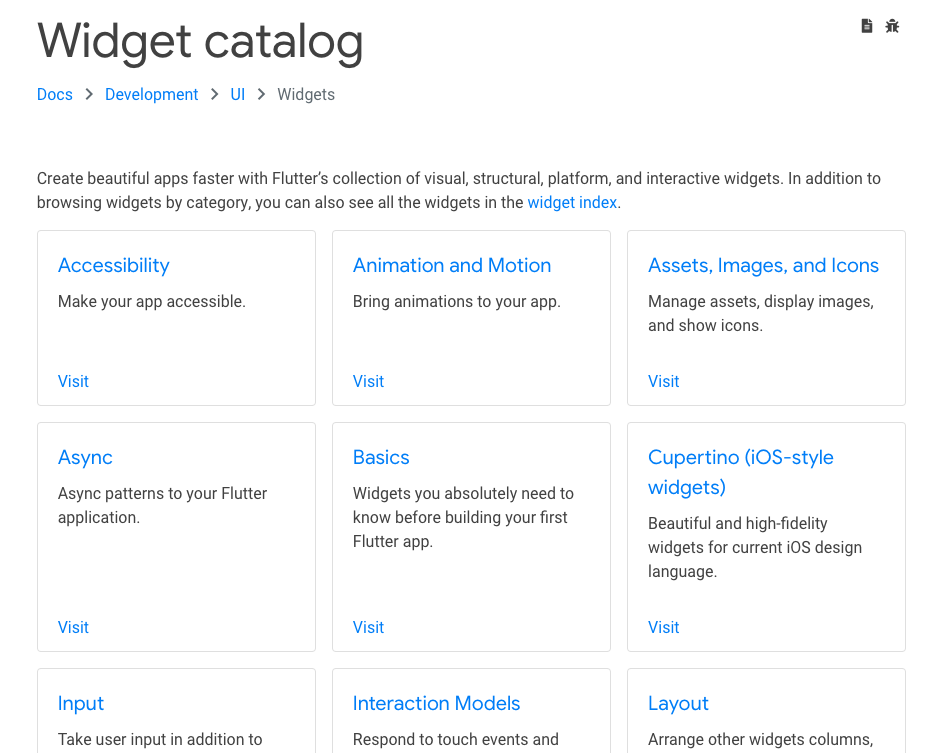 Widget catalog
Docs > Development > UI > Widgets
Create beautiful apps faster with Flutter’s collection of visual, structural, platform, and interactive widgets. In addition to
browsing widgets by category, you can also see all the widgets in the widget index.
Accessibility
Make your app accessible.
Visit
Animation and Motion
Bring animations to your app.
Visit
Assets, Images, and Icons
Manage assets, display images,
and show icons.
Visit
Async
Async patterns to your Flutter
application.
Visit
Basics
Widgets you absolutely need to
know before building your first
Flutter app.
Visit
Cupertino (iOS-style
widgets)
Beautiful and high-fidelity
widgets for current iOS design
language.
Visit
Input
Take user input in addition to
Interaction Models
Respond to touch events and
Layout
Arrange other widgets columns,